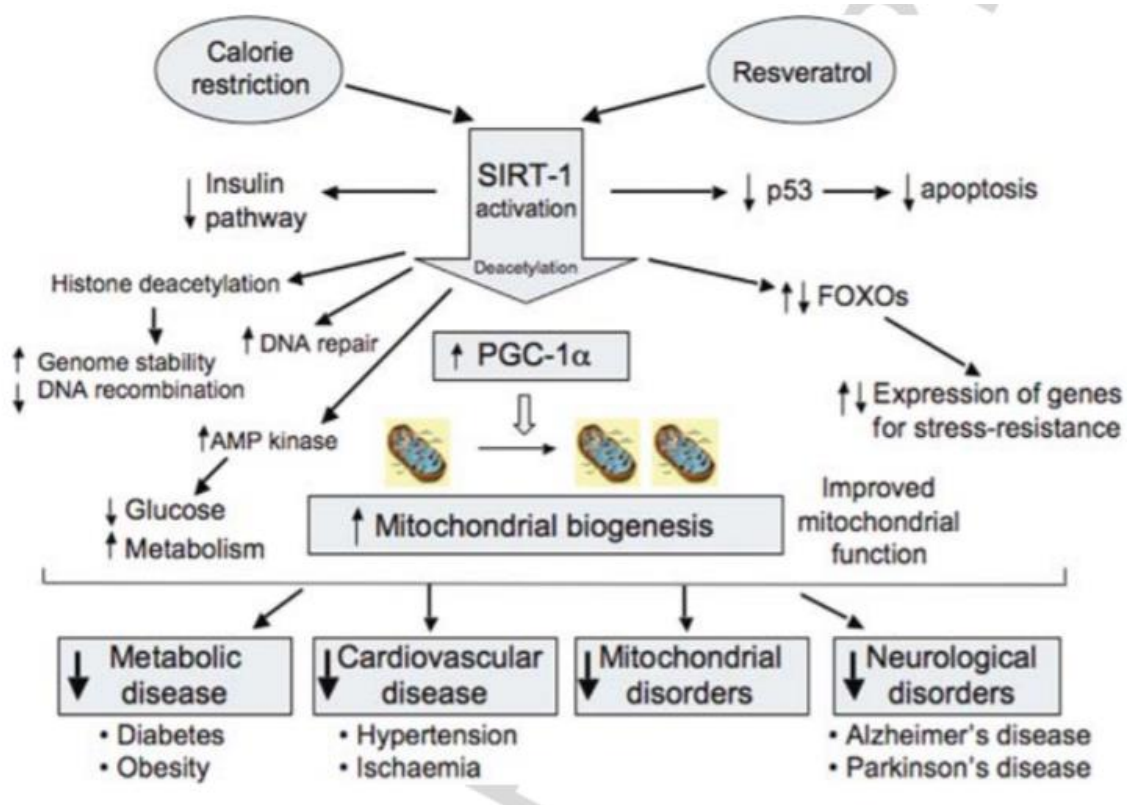 Calorie
restriction
Resveratrol
SIRT-1
activation
Deacetylation
↓ Insulin
pathway
↓ p53
↓ apoptosis
Histone deacetylation
↑ Genome stability
↓ DNA recombination
↑ DNA repair
↑ PGC-1α
↑↓ FOXOs
↑↓ Expression of genes
for stress-resistance
↑ AMP kinase
↓ Glucose
↑ Metabolism
↑ Mitochondrial biogenesis
Improved
mitochondrial
function
↓ Metabolic
disease
• Diabetes
• Obesity
↓ Cardiovascular
disease
• Hypertension
• Ischaemia
↓ Mitochondrial
disorders
↓ Neurological
disorders
• Alzheimer's disease
• Parkinson's disease